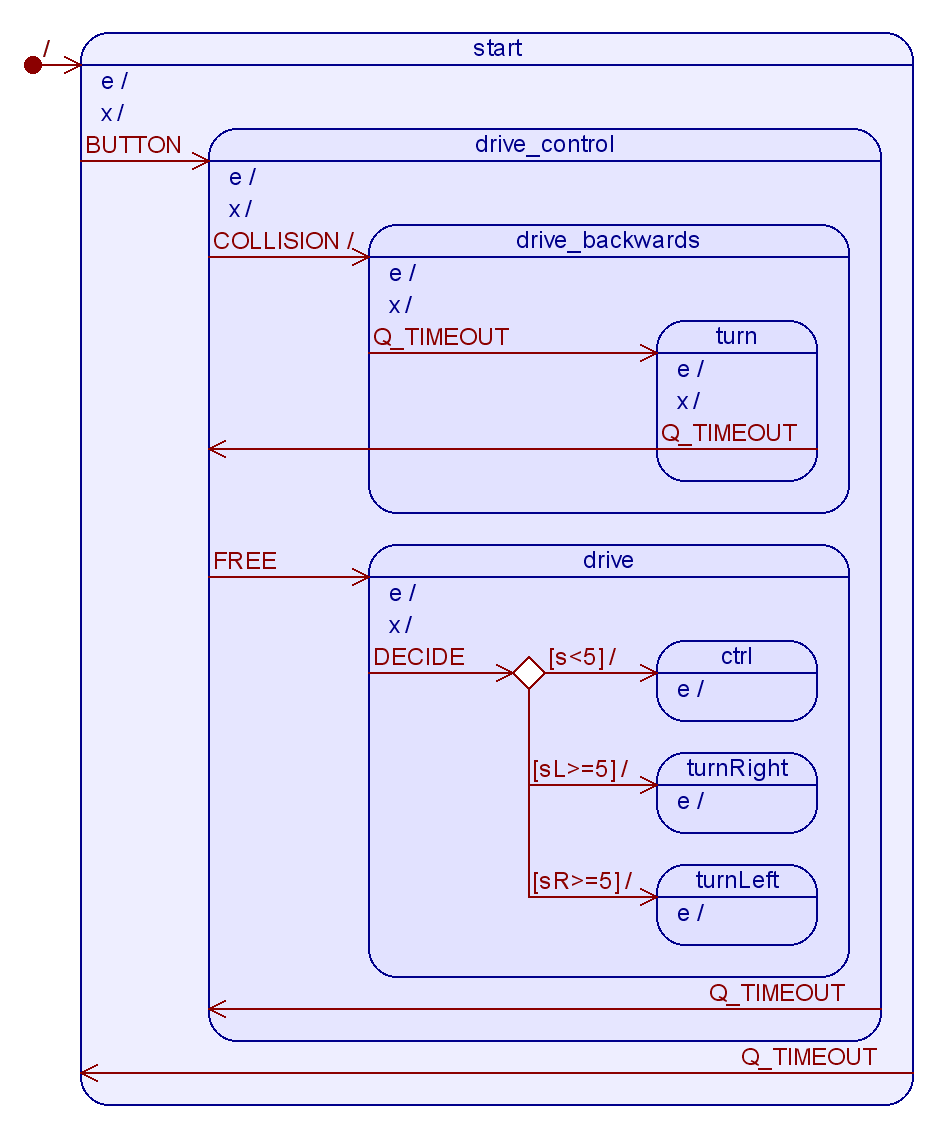 /
start
e /
x /
BUTTON
drive_control
e /
x /
COLLISION /
drive_backwards
e /
x /
Q_TIMEOUT
turn
e /
x /
Q_TIMEOUT
FREE
drive
e /
x /
DECIDE
[s<5] /
ctrl
e /
[sL>=5] /
turnRight
e /
[sR>=5] /
turnLeft
e /
Q_TIMEOUT
Q_TIMEOUT